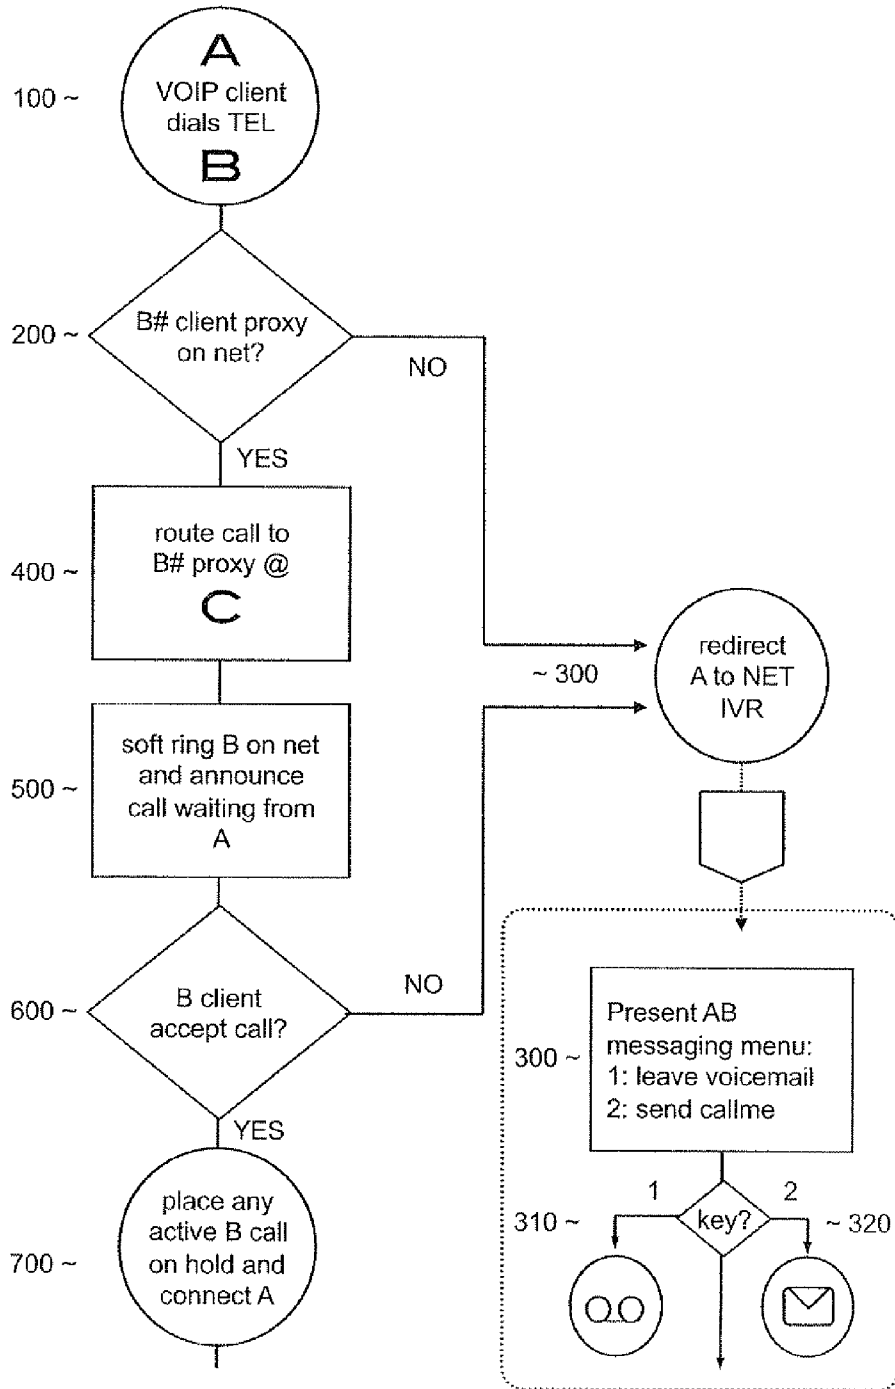 A
100 ~
VOIP client
dials TEL
B
200 ~
B# client proxy
on net?
NO
YES
400 ~
route call to
B# proxy @
C
~ 300
redirect
A to NET
IVR
500 ~
soft ring B on net
and announce
call waiting from
A
600 ~
B client
accept call?
NO
YES
300 ~
Present AB
messaging menu:
1: leave voicemail
2: send callme
700 ~
place any
active B call
on hold and
connect A
1
2
310 ~
key?
~ 320